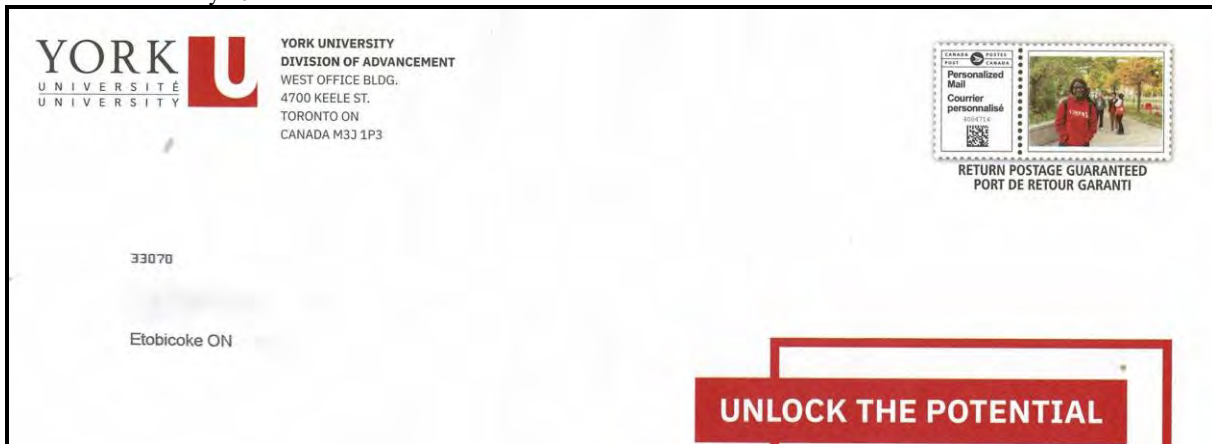 YORK
UNIVERSITÉ
UNIVERSITY
U
YORK UNIVERSITY
DIVISION OF ADVANCEMENT
WEST OFFICE BLDG.
4700 KEELE ST.
TORONTO ON
CANADA M3J 1P3
CANADA POSTES
POST CANADA
Personalized
Mail
Courrier
personnalisé
RETURN POSTAGE GUARANTEED
PORT DE RETOUR GARANTI
33070
Etobicoke ON
UNLOCK THE POTENTIAL